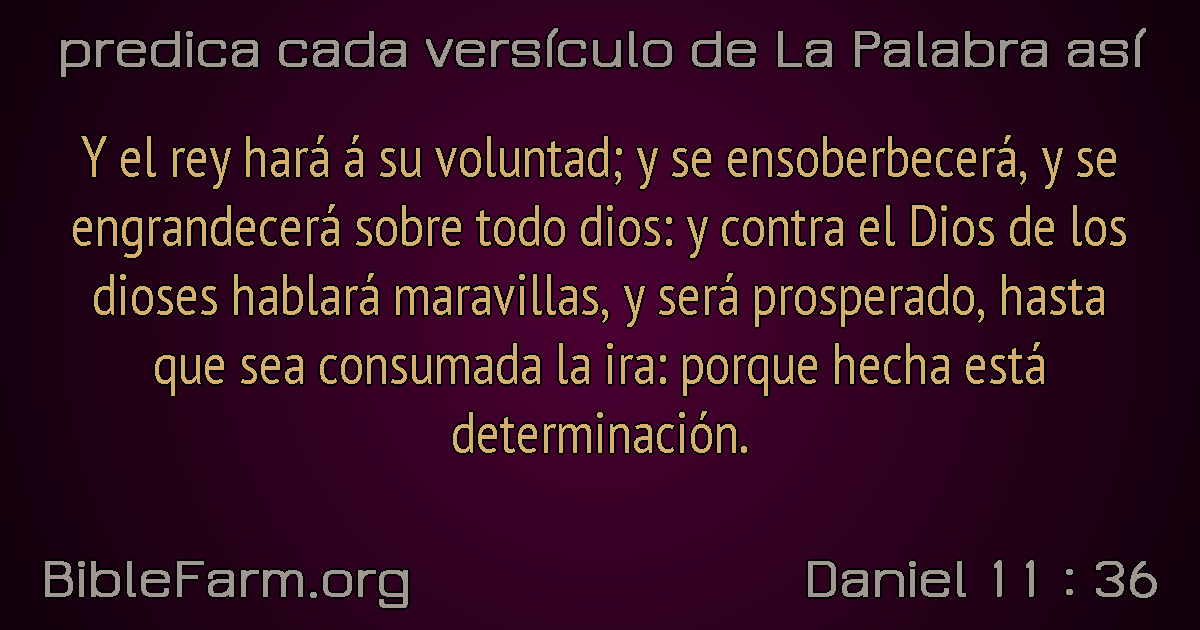 predica cada versículo de La Palabra así
Y el rey hará á su voluntad; y se ensoberbecerá, y se
engrandecerá sobre todo dios: y contra el Dios de los
dioses hablará maravillas, y será prosperado, hasta
que sea consumada la ira: porque hecha está
determinación.
BibleFarm.org
Daniel 11 : 36